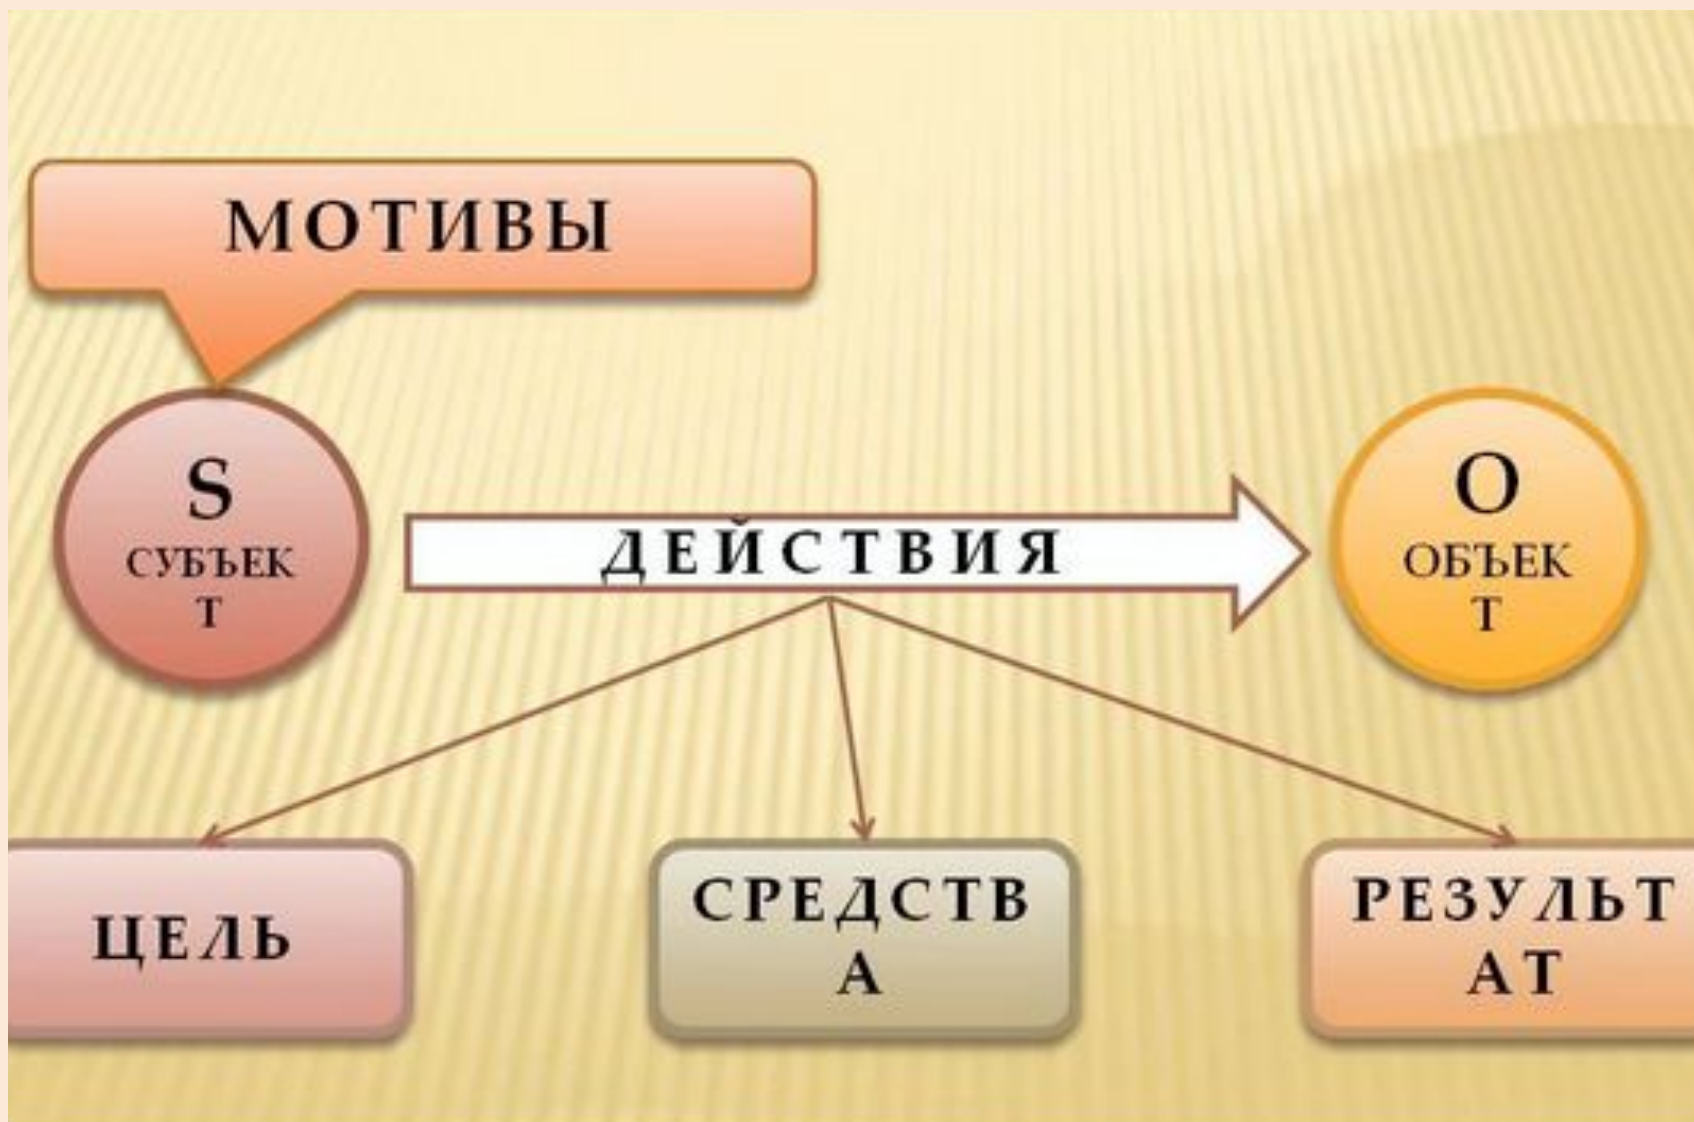 МОТИВЫ
S
СУБЪЕК
Т
ДЕЙСТВИЯ
О
ОБЪЕК
Т
ЦЕЛЬ
СРЕДСТВ
А
РЕЗУЛЬТ
АТ